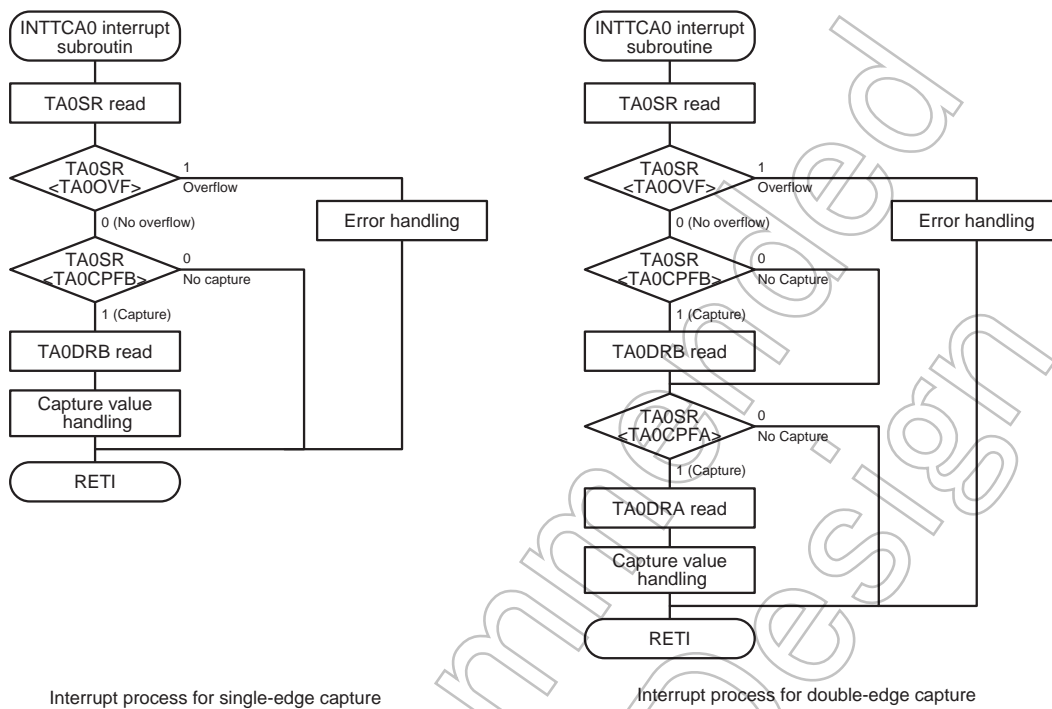 INTTCA0 interrupt
subroutin
TA0SR read
TA0SR
<TA0OVF>
1
Overflow
Error handling
0 (No overflow)
TA0SR
<TA0CPFB>
0
No capture
1 (Capture)
TA0DRB read
Capture value
handling
RETI
Interrupt process for single-edge capture
INTTCA0 interrupt
subroutine
TA0SR read
TA0SR
<TA0OVF>
1
Overflow
Error handling
0 (No overflow)
TA0SR
<TA0CPFB>
0
No Capture
1 (Capture)
TA0DRB read
TA0SR
<TA0CPFA>
0
No Capture
1 (Capture)
TA0DRA read
Capture value
handling
RETI
Interrupt process for double-edge capture
mmended
Design